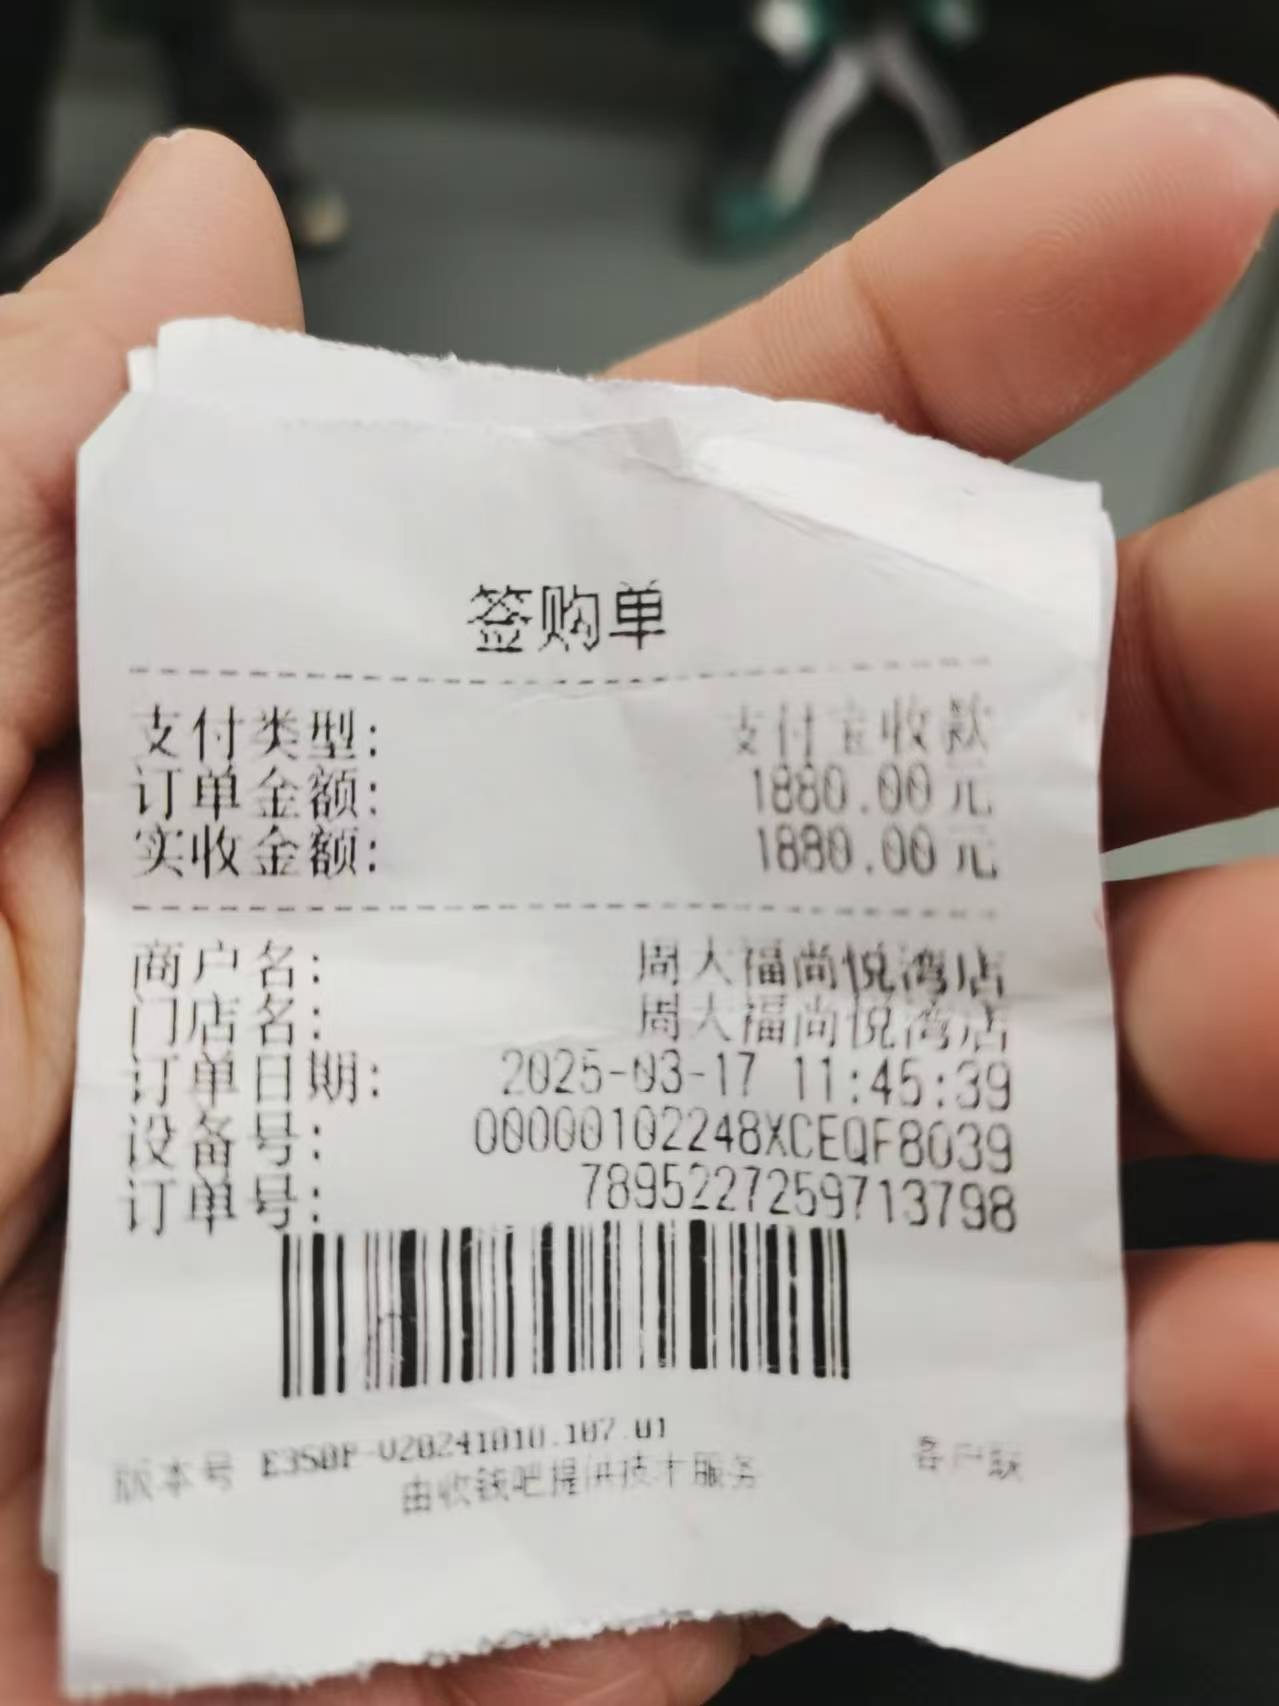 签购单
支付类型: 支付宝收款
订单金额: 1880.00元
实收金额: 1880.00元
商户名: 周大福尚悦湾店
门店名: 周大福尚悦湾店
订单日期: 2025-03-17 11:45:39
设备号: 00000102248XCEQF8039
订单号: 7895227259713798
版本号 E350P-V20241010.107.01 客户联
由收钱吧提供技术服务